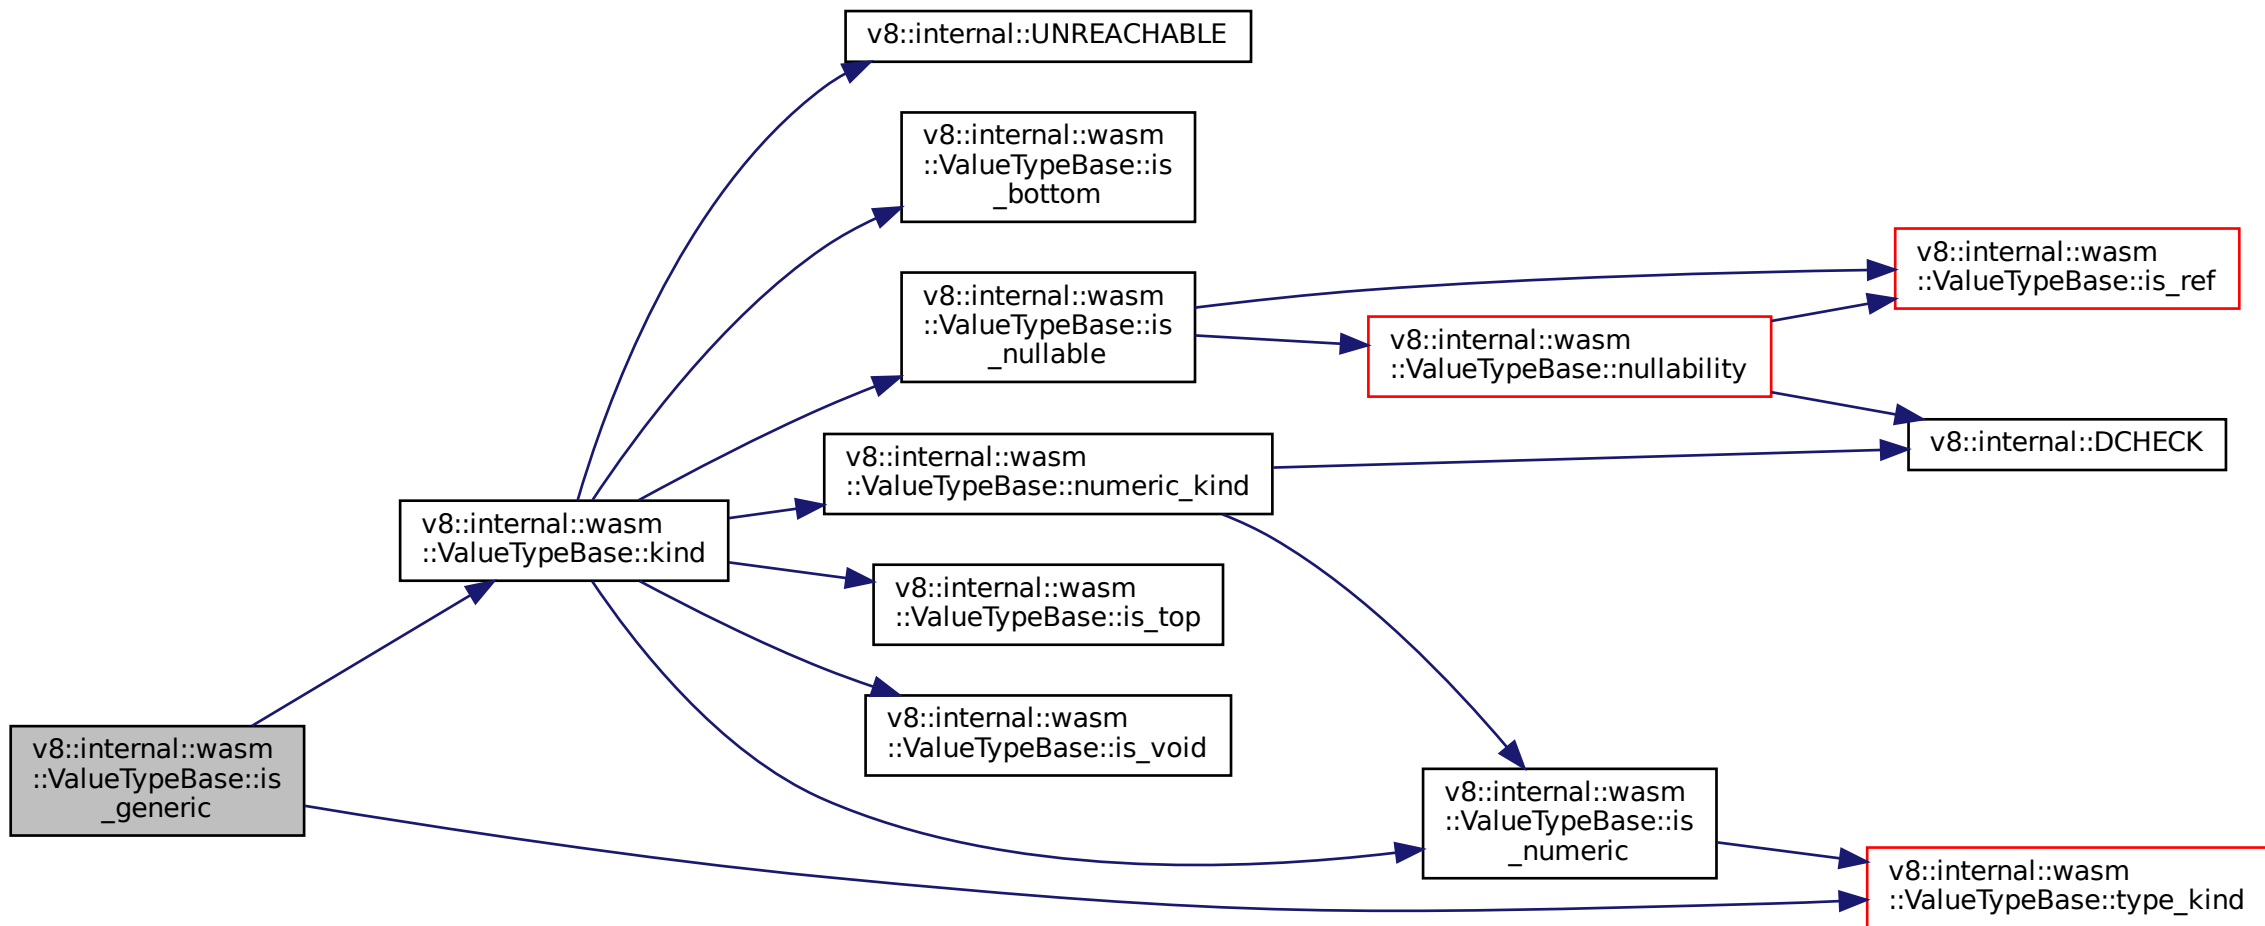 v8::internal::UNREACHABLE
v8::internal::wasm
::ValueTypeBase::is
_bottom
v8::internal::wasm
::ValueTypeBase::is_ref
v8::internal::wasm
::ValueTypeBase::is
_nullable
v8::internal::wasm
::ValueTypeBase::nullability
v8::internal::DCHECK
v8::internal::wasm
::ValueTypeBase::numeric_kind
v8::internal::wasm
::ValueTypeBase::kind
v8::internal::wasm
::ValueTypeBase::is_top
v8::internal::wasm
::ValueTypeBase::is_void
v8::internal::wasm
::ValueTypeBase::is
_generic
v8::internal::wasm
::ValueTypeBase::is
_numeric
v8::internal::wasm
::ValueTypeBase::type_kind